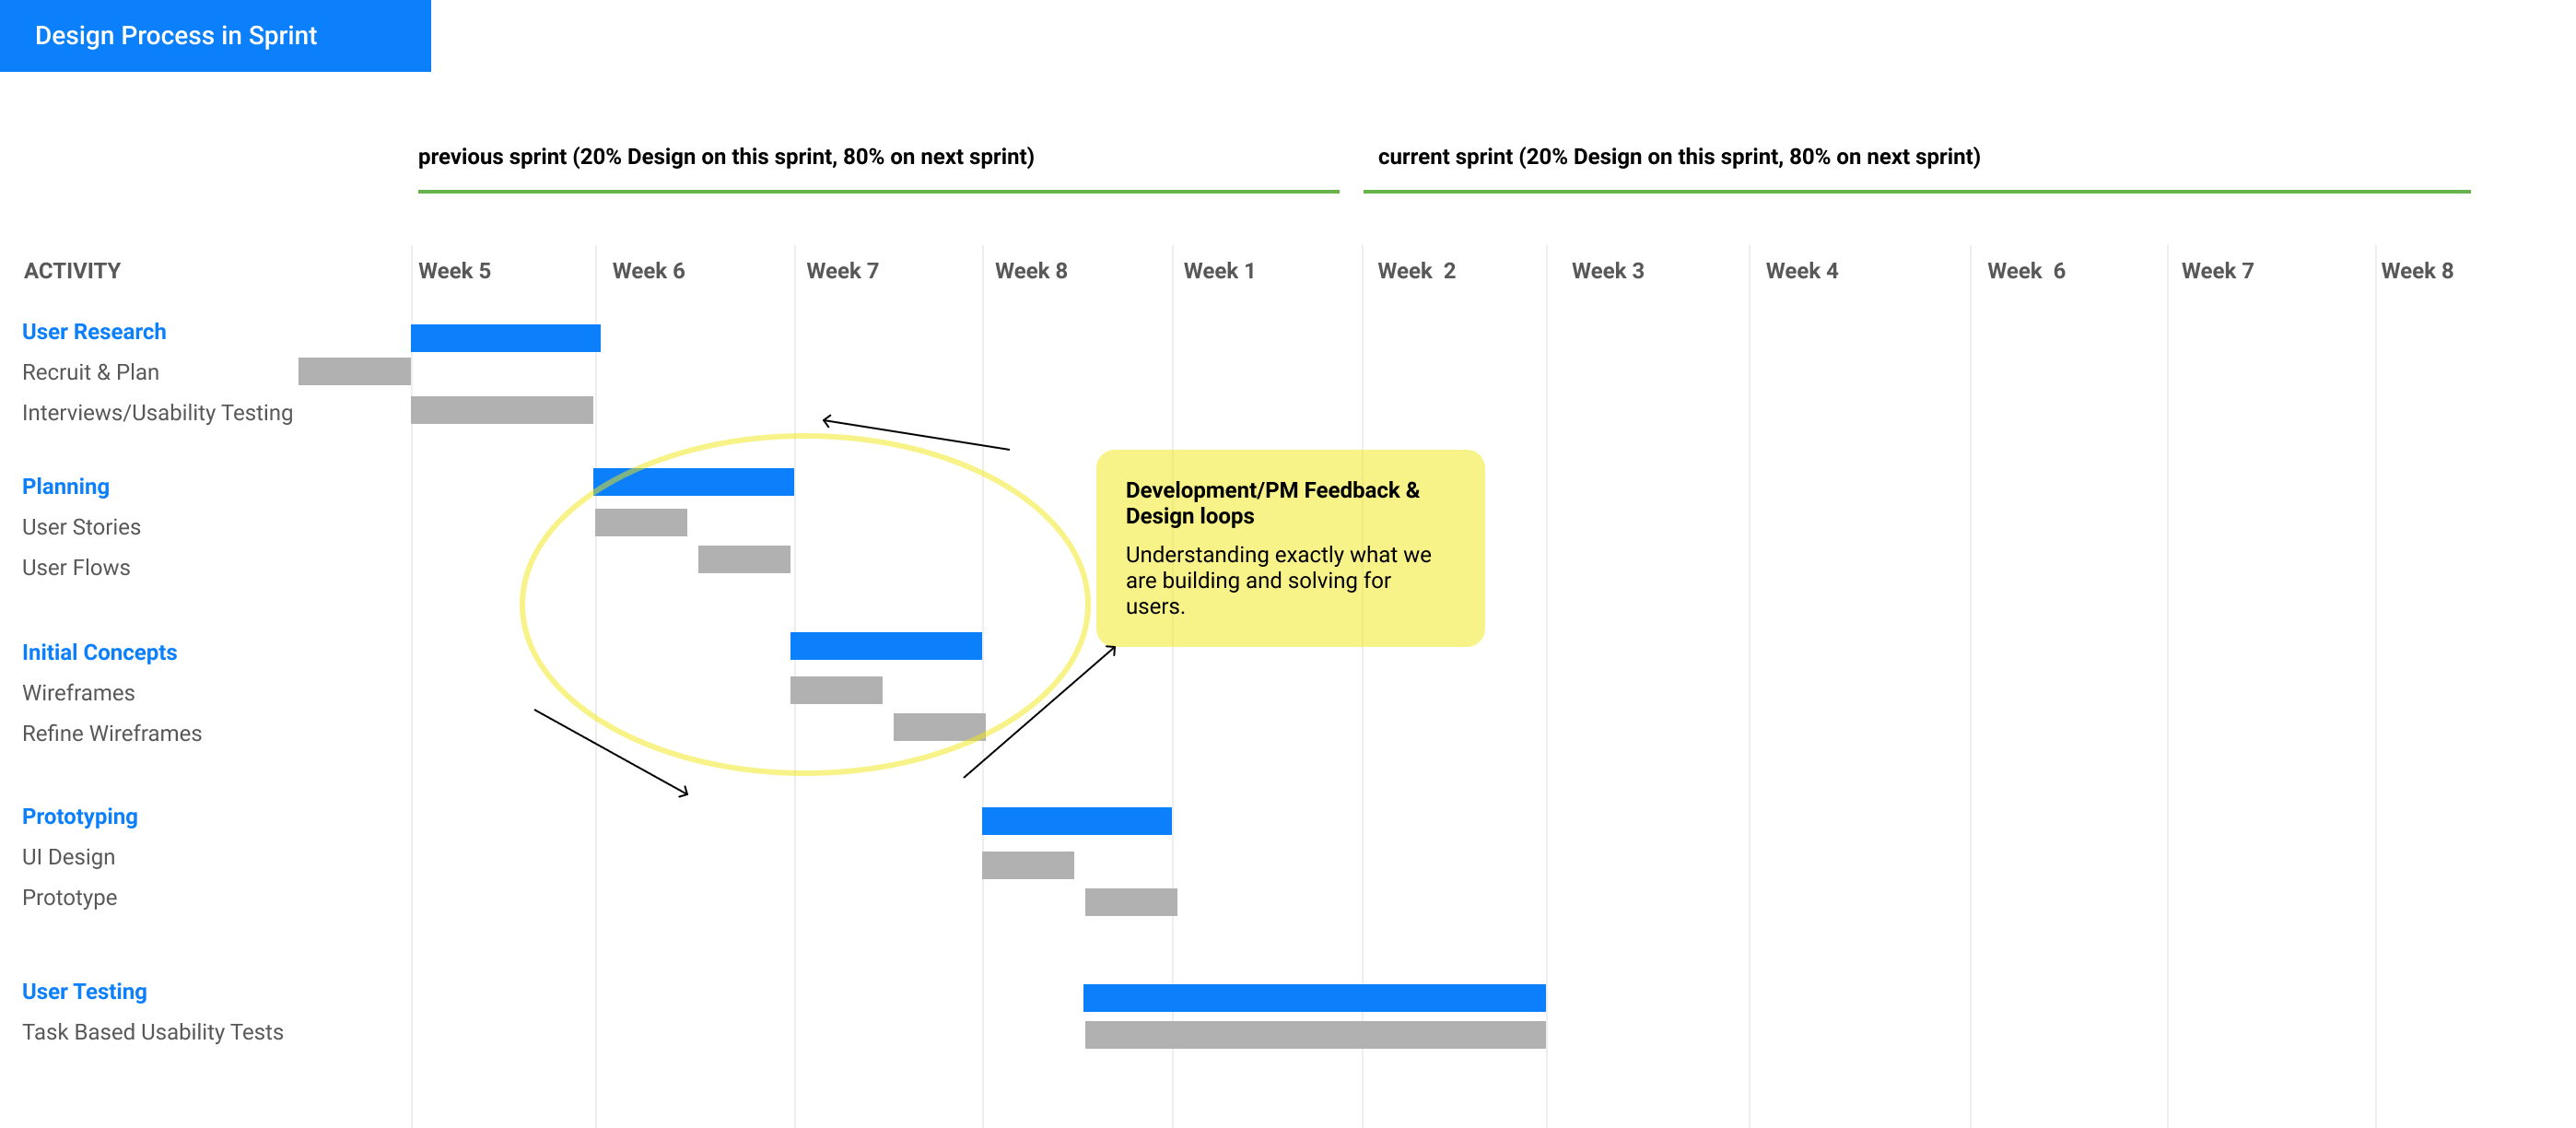 Design Process in Sprint
previous sprint (20% Design on this sprint, 80% on next sprint)
current sprint (20% Design on this sprint, 80% on next sprint)
ACTIVITY
Week 5
Week 6
Week 7
Week 8
Week 1
Week 2
Week 3
Week 4
Week 6
Week 7
Week 8
User Research
Recruit & Plan
Interviews/Usability Testing
Planning
User Stories
User Flows
Development/PM Feedback &
Design loops
Understanding exactly what we
are building and solving for
users.
Initial Concepts
Wireframes
Refine Wireframes
Prototyping
UI Design
Prototype
User Testing
Task Based Usability Tests